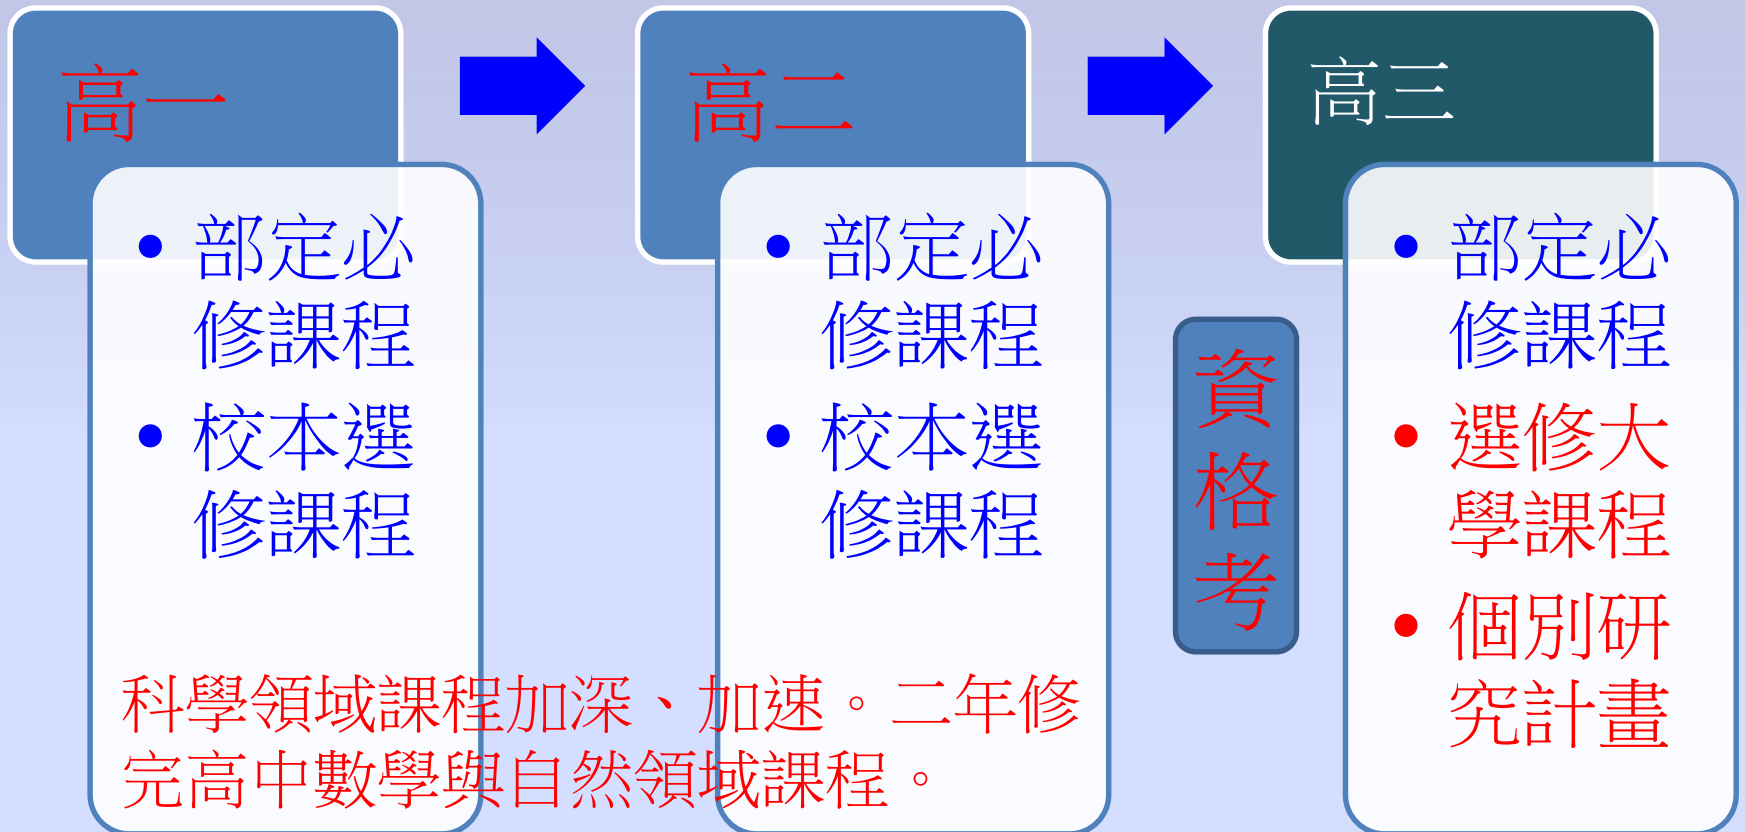 高一
部定必
修課程
校本選
修課程
高二
部定必
修課程
校本選
修課程
科學領域課程加深、加速。二年修
完高中數學與自然領域課程。
資
格
考
高三
部定必
修課程
選修大
學課程
個別研
究計畫